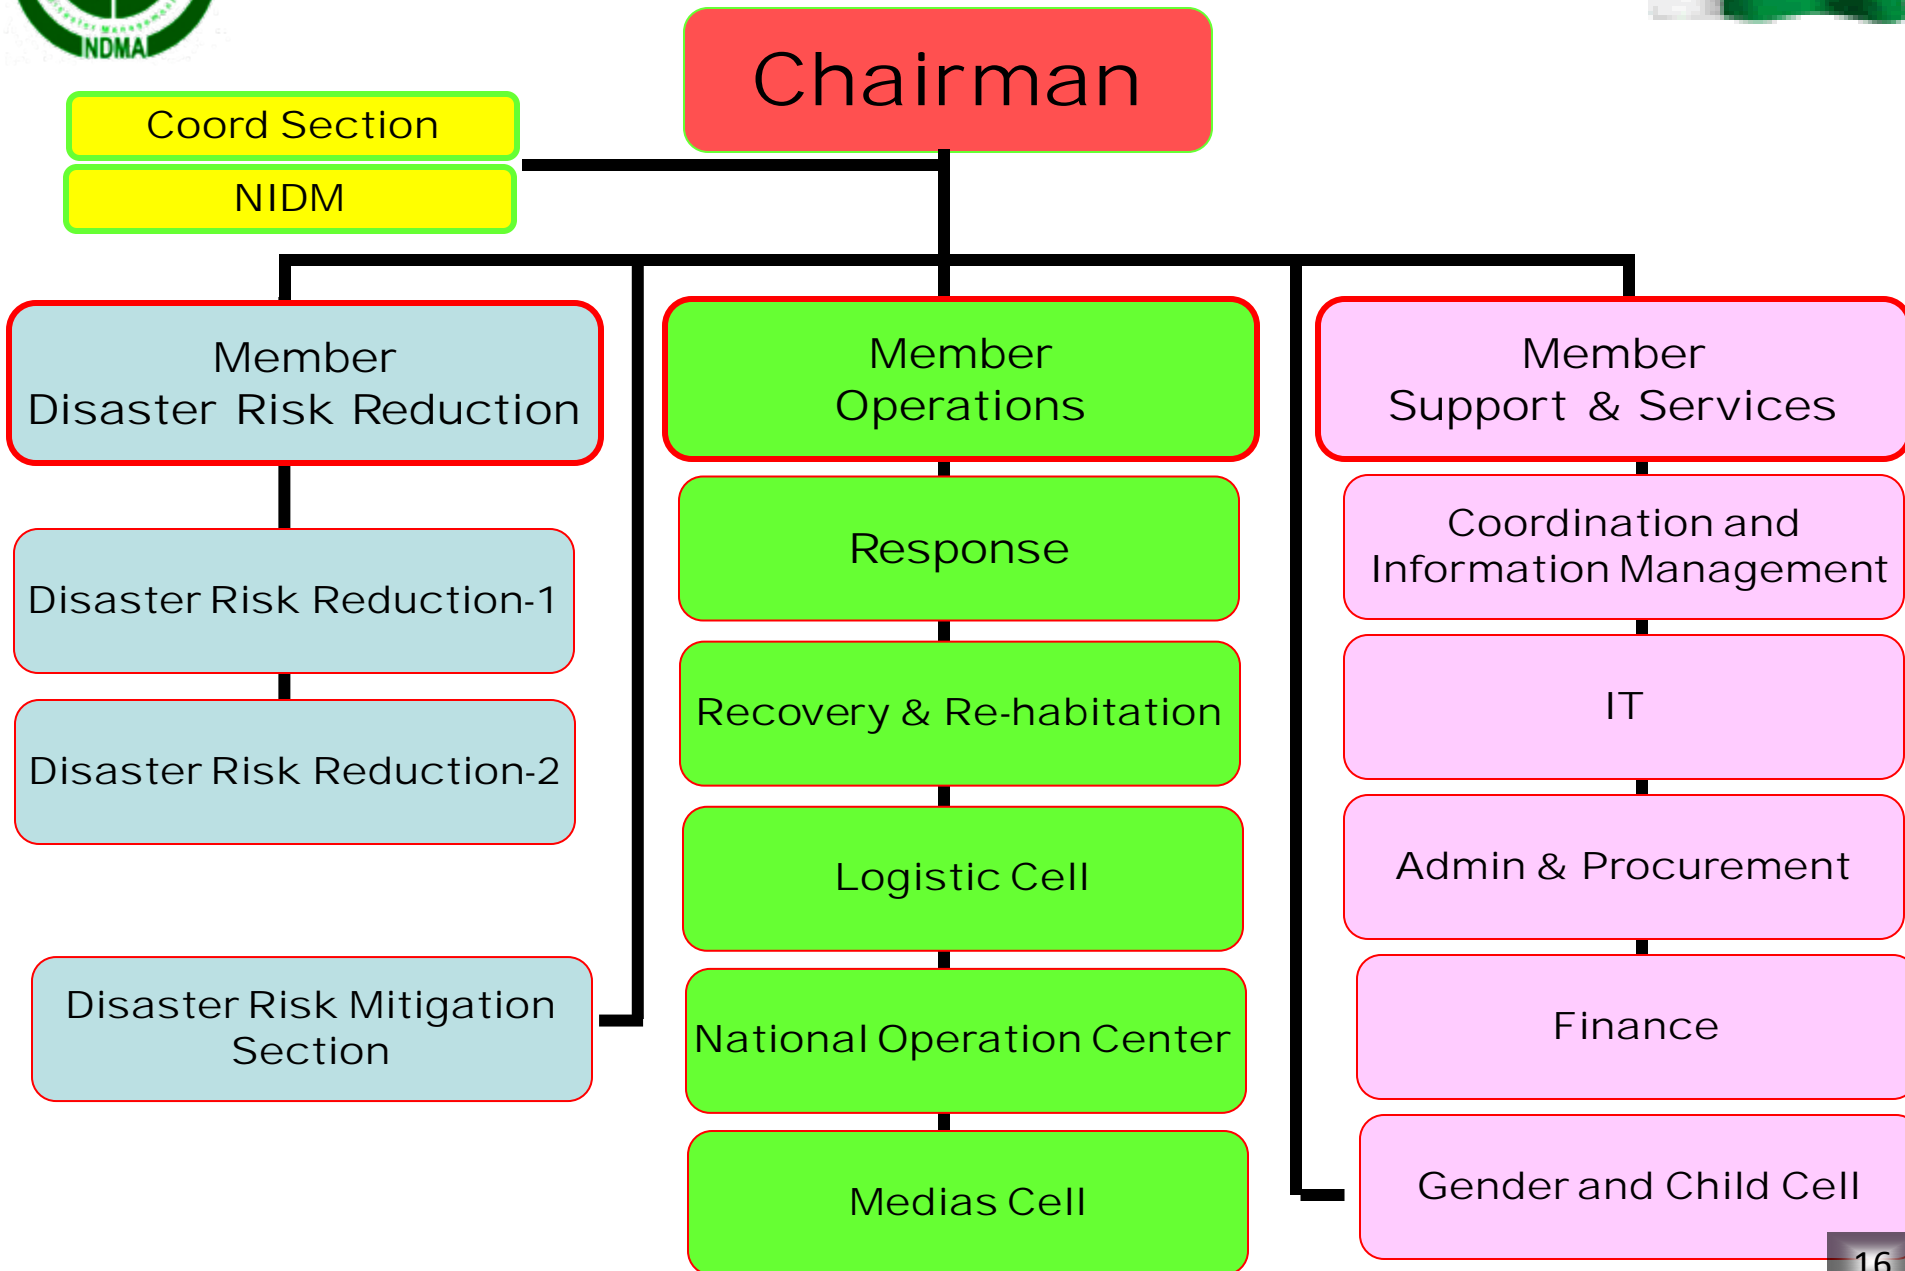 NDMA
Chairman
Coord Section
NIDM
Member
Disaster Risk Reduction
Disaster Risk Reduction-1
Disaster Risk Reduction-2
Disaster Risk Mitigation
Section
Member
Operations
Response
Recovery & Re-habitation
Logistic Cell
National Operation Center
Medias Cell
Member
Support & Services
Coordination and
Information Management
IT
Admin & Procurement
Finance
Gender and Child Cell
16